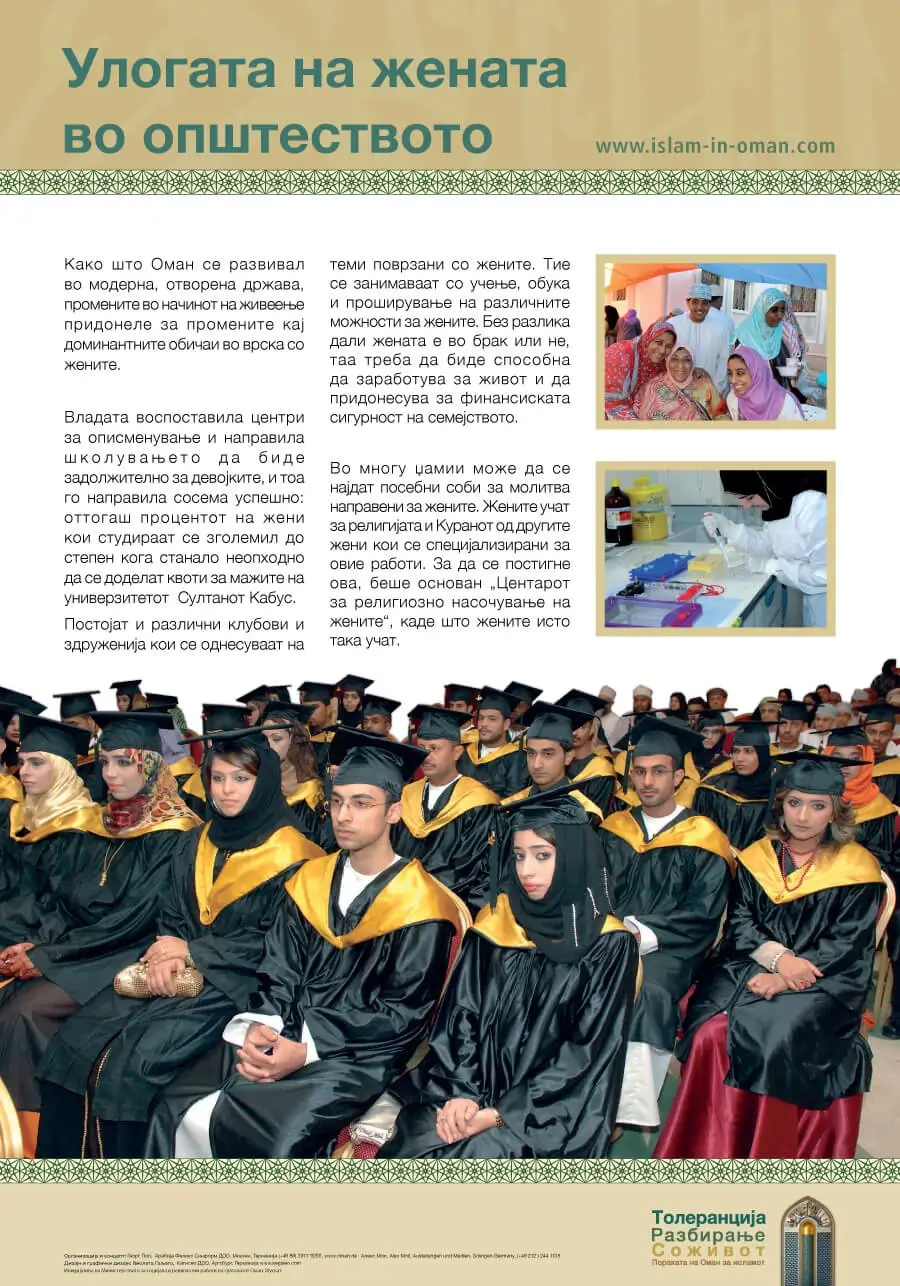 Улогата на жената
во општеството
www.islam-in-oman.com
Како што Оман се развивал
во модерна, отворена држава,
промените во начинот на живеење
придонеле за промените кај
доминантните обичаи во врска со
жените.
Владата воспоставила центри
за описменување и направила
школувањето да биде
задолжително за девојките, и тоа
го направила сосема успешно:
оттогаш процентот на жени
кои студираат се зголемил до
степен кога станало неопходно
да се доделат квоти за мажите на
универзитетот Султанот Кабус.
Постојат и различни клубови и
здруженија кои се однесуваат на
теми поврзани со жените. Тие
се занимаваат со учење, обука
и проширување на различните
можности за жените. Без разлика
дали жената е во брак или не,
таа треба да биде способна
да заработува за живот и да
придонесува за финансиската
сигурност на семејството.
Во многу џамии може да се
најдат посебни соби за молитва
направени за жените. Жените учат
за религијата и Куранот од другите
жени кои се специјализирани за
овие работи. За да се постигне
ова, беше основан „Центарот
за религиозно насочување на
жените“, каде што жените исто
така учат.
Толеранција
Разбирање
Соживот
Пораката на Оман за исламот